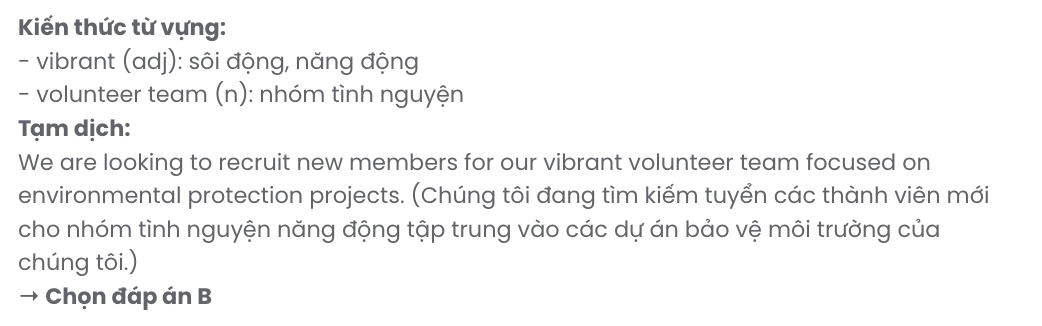 Kiến thức từ vựng:
- vibrant (adj): sôi động, năng động
- volunteer team (n): nhóm tình nguyện
Tạm dịch:
We are looking to recruit new members for our vibrant volunteer team focused on
environmental protection projects. (Chúng tôi đang tìm kiếm tuyển các thành viên mới
cho nhóm tình nguyện năng động tập trung vào các dự án bảo vệ môi trường của
chúng tôi.)
→ Chọn đáp án B